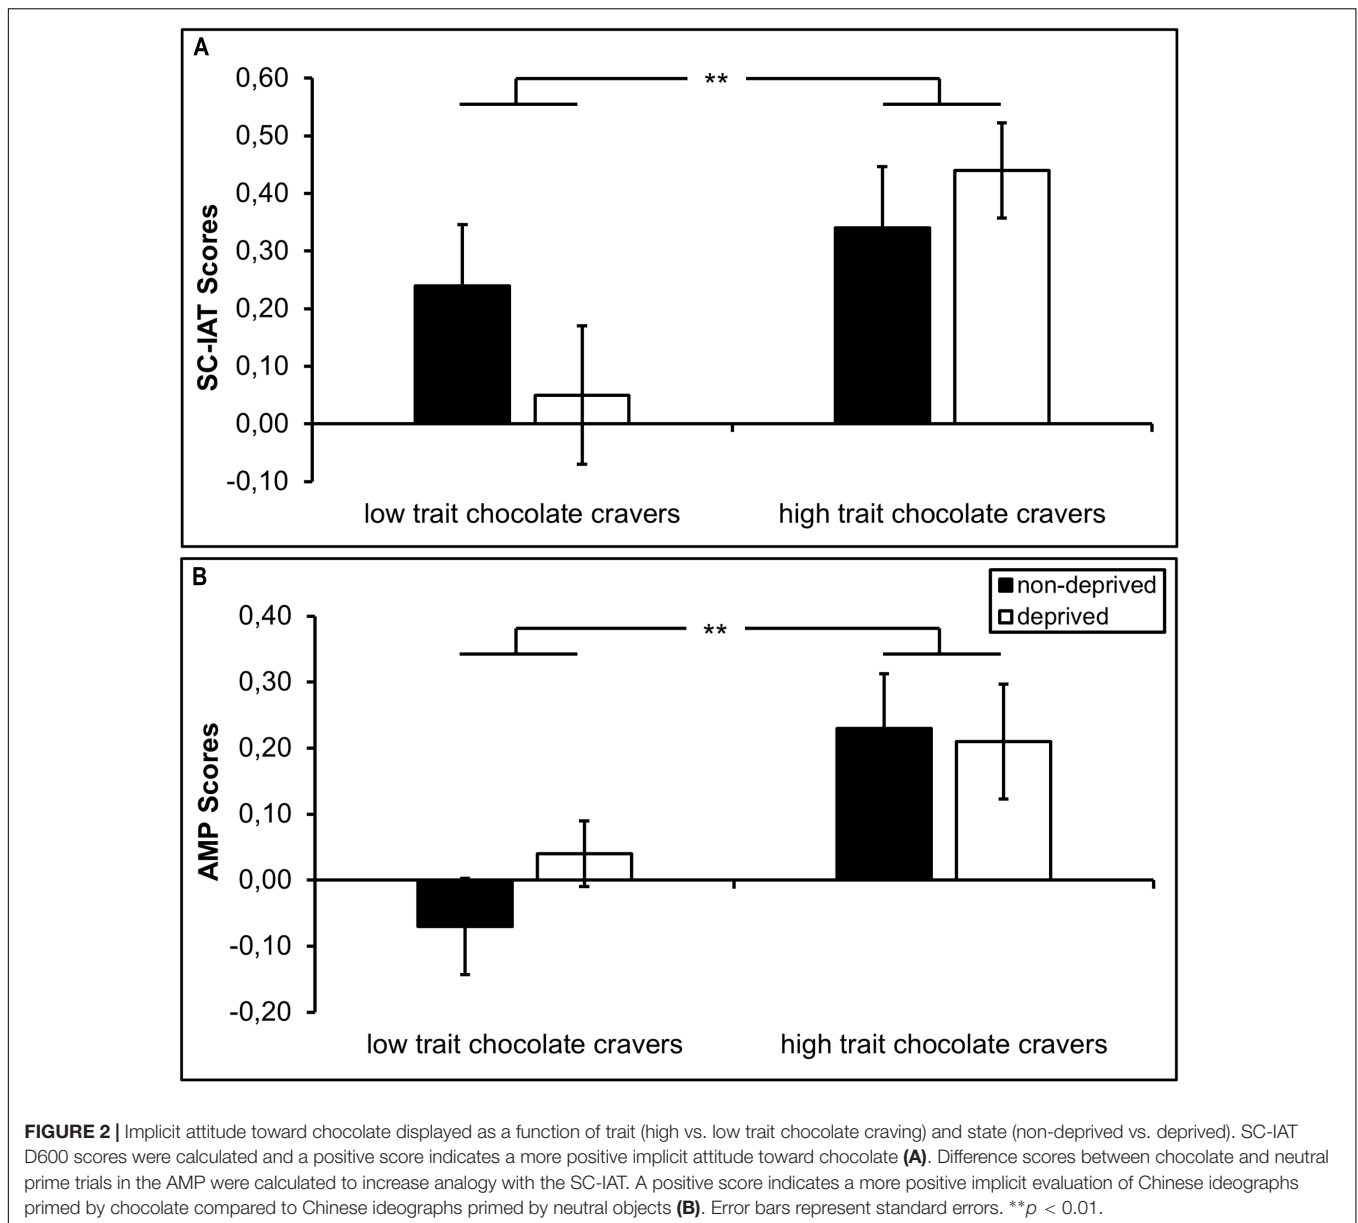 A
0,60
**
0,50
0,40
0,30
0,20
0,10
0,00
-0,10
SC-IAT Scores
low trait chocolate cravers
high trait chocolate cravers
B
non-deprived
deprived
0,40
**
0,30
0,20
0,10
0,00
-0,10
-0,20
AMP Scores
low trait chocolate cravers
high trait chocolate cravers
FIGURE 2 | Implicit attitude toward chocolate displayed as a function of trait (high vs. low trait chocolate craving) and state (non-deprived vs. deprived). SC-IAT
D600 scores were calculated and a positive score indicates a more positive implicit attitude toward chocolate (A). Difference scores between chocolate and neutral
prime trials in the AMP were calculated to increase analogy with the SC-IAT. A positive score indicates a more positive implicit evaluation of Chinese ideographs
primed by chocolate compared to Chinese ideographs primed by neutral objects (B). Error bars represent standard errors. **p < 0.01.